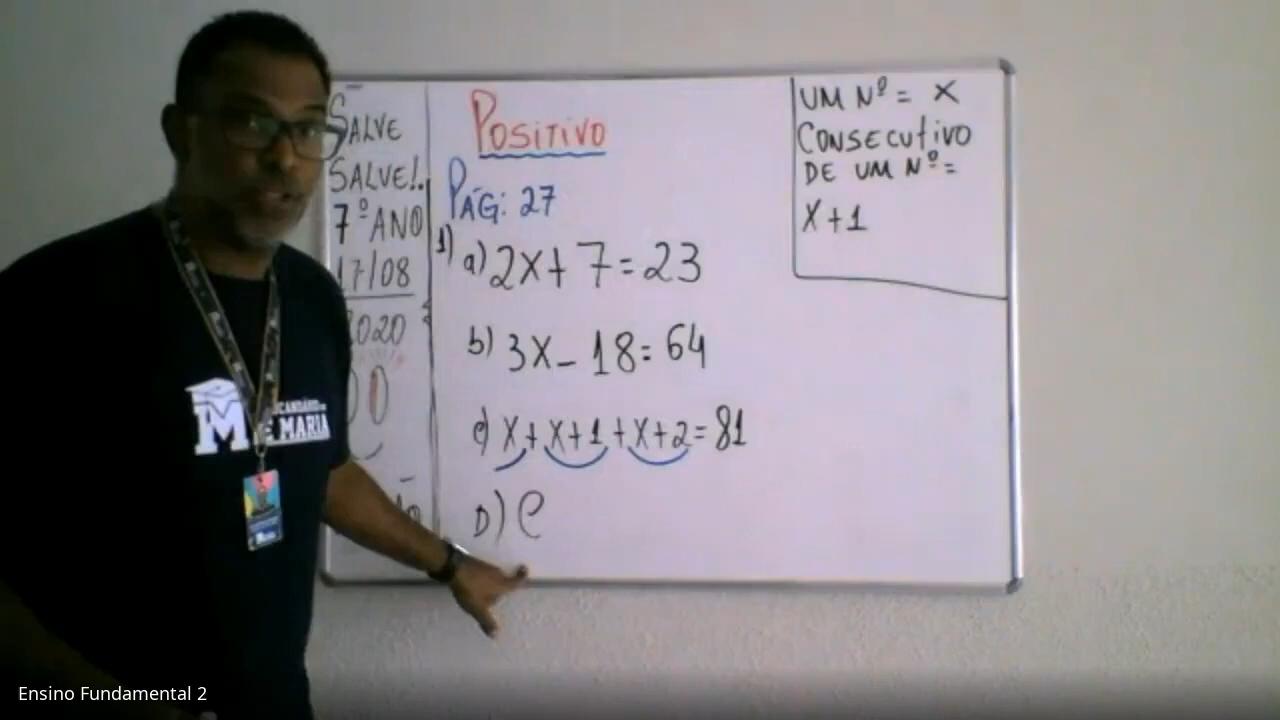 SALVE
SALVE!.
7º ANO
17/08
2020
POSITIVO
PÁG: 27
1) a) 2X + 7 = 23
b) 3X - 18 = 64
c) X + X + 1 + X + 2 = 81
D) C
UM Nº = X
CONSECUTIVO
DE UM Nº =
X + 1
M
E MARIA
Ensino Fundamental 2